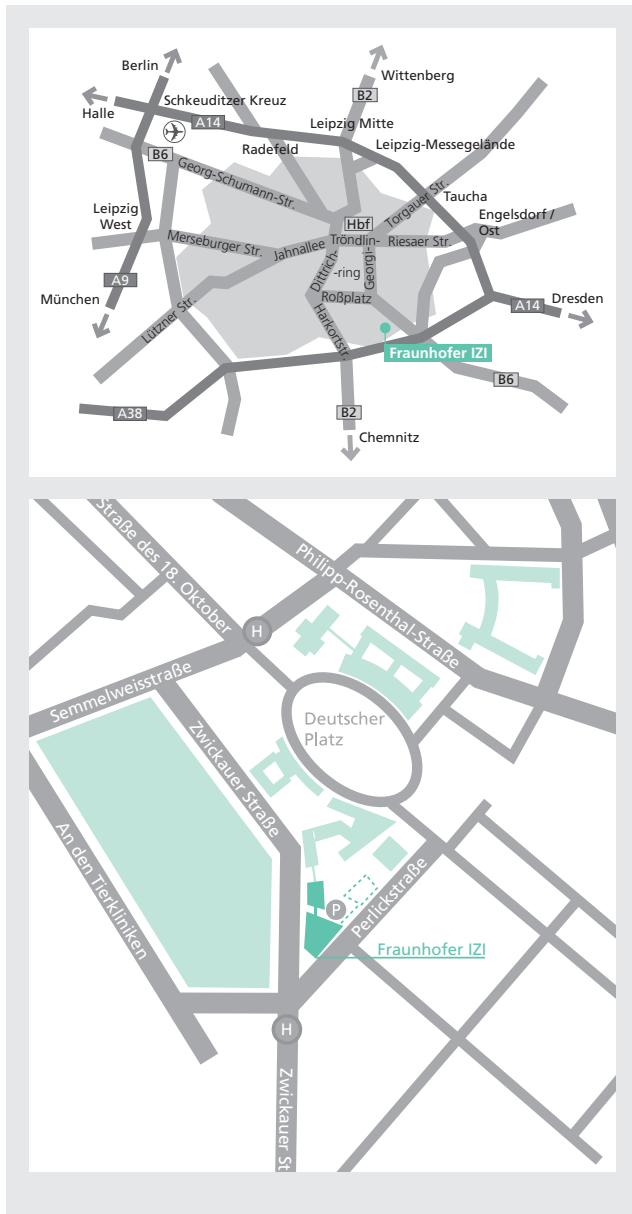 Berlin
Wittenberg
B2
Halle
Schkeuditzer Kreuz
A14
Leipzig Mitte
Radefeld
Leipzig-Messegelände
B6
Georg-Schumann-Str.
Torgauer Str.
Taucha
Leipzig
West
Hbf
Engelsdorf /
Ost
Merseburger Str.
Jahnallee
Tröndlin-
Riesaer Str.
Dittrich-
-ring
Georgi-
A9
München
Roßplatz
Lützner Str.
Harkortstr.
A14
Dresden
Fraunhofer IZI
B6
A38
B2
Chemnitz
Straße des 18. Oktober
Philipp-Rosenthal-Straße
H
Semmelweisstraße
Deutscher
Platz
Zwickauer Straße
An den Tierkliniken
Perlickstraße
P
Fraunhofer IZI
H
Zwickauer St